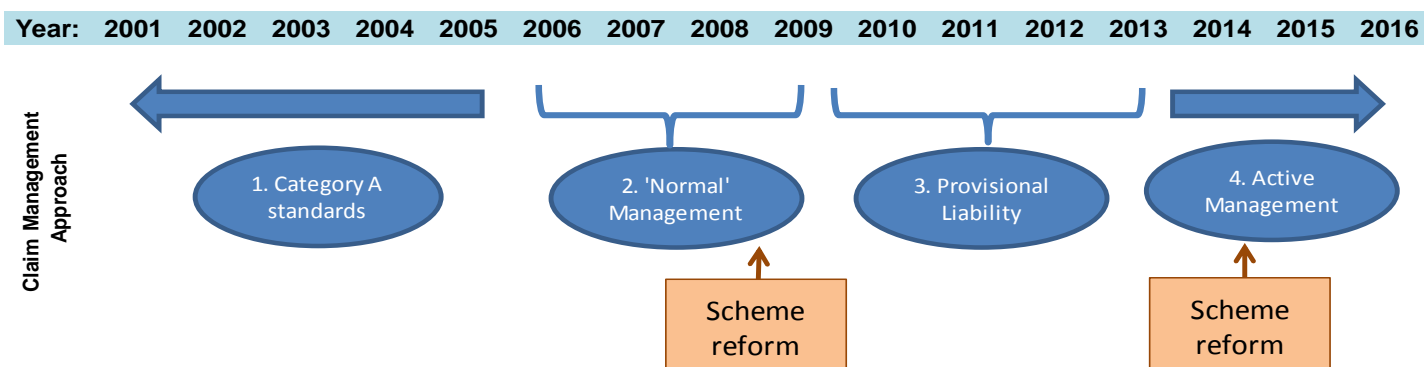 Year: 2001 2002 2003 2004 2005 2006 2007 2008 2009 2010 2011 2012 2013 2014 2015 2016
Claim Management
Approach
1. Category A
standards
2. 'Normal'
Management
3. Provisional
Liability
4. Active
Management
Scheme
reform
Scheme
reform